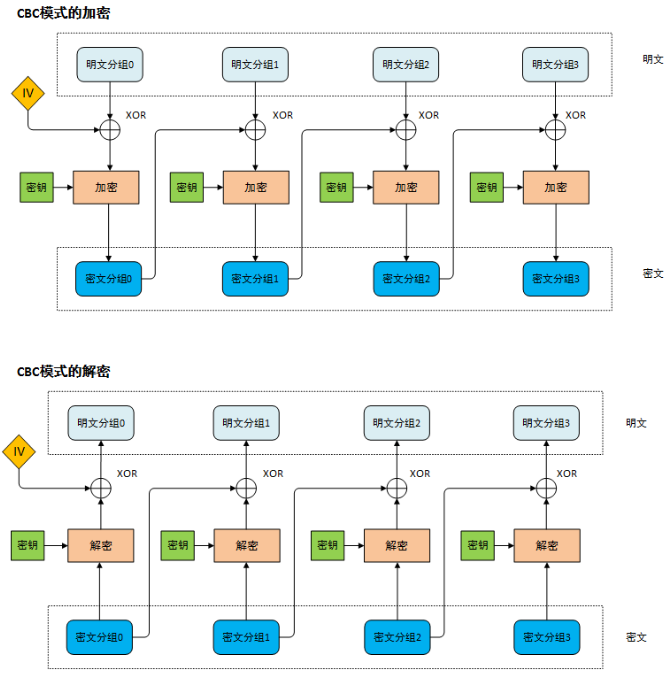 CBC模式的加密
明文分组0 明文分组1 明文分组2 明文分组3 明文
IV
XOR XOR XOR XOR
密钥 加密 密钥 加密 密钥 加密 密钥 加密
密文分组0 密文分组1 密文分组2 密文分组3 密文
CBC模式的解密
明文分组0 明文分组1 明文分组2 明文分组3 明文
IV
XOR XOR XOR XOR
密钥 解密 密钥 解密 密钥 解密 密钥 解密
密文分组0 密文分组1 密文分组2 密文分组3 密文